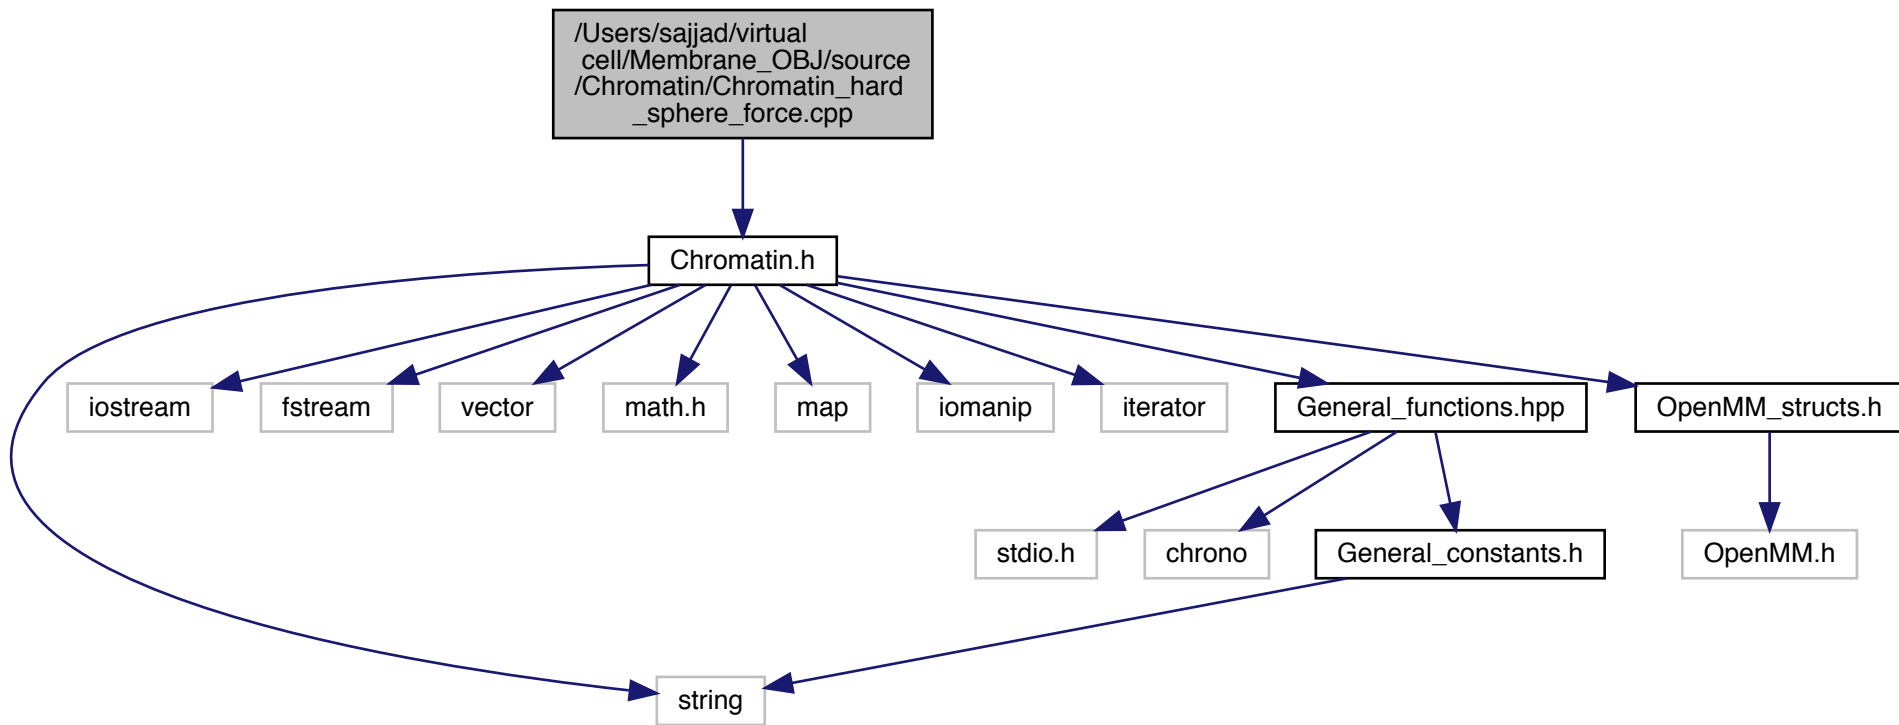 /Users/sajjad/virtual
cell/Membrane_OBJ/source
/Chromatin/Chromatin_hard
_sphere_force.cpp
Chromatin.h
iostream
fstream
vector
math.h
map
iomanip
iterator
General_functions.hpp
OpenMM_structs.h
stdio.h
chrono
General_constants.h
OpenMM.h
string